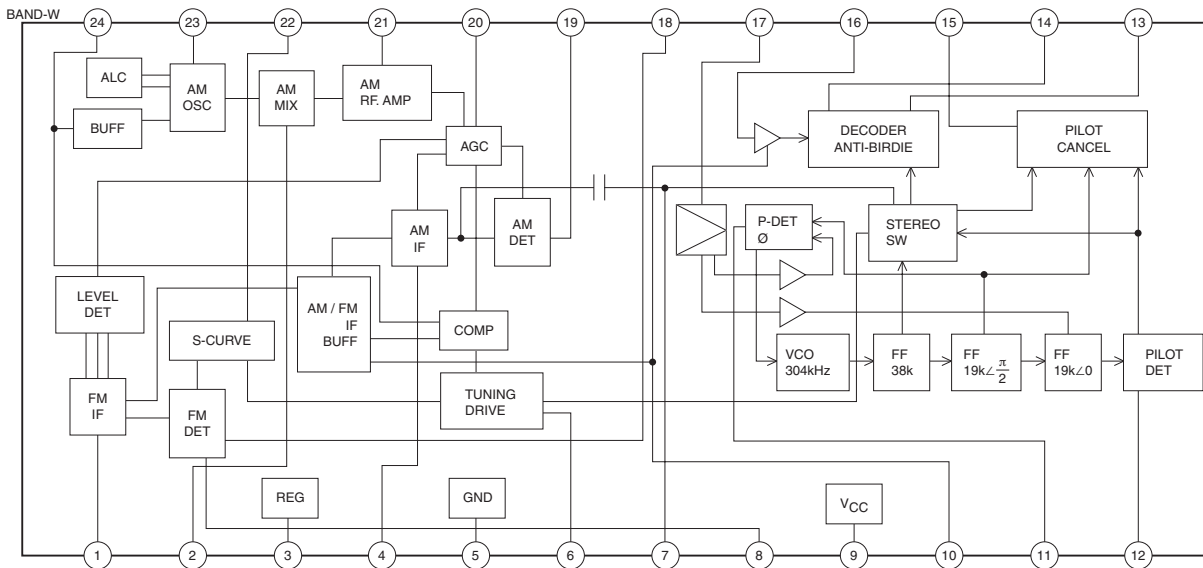 BAND-W
24 23 22 21 20 19 18 17 16 15 14 13
ALC
AM
OSC
AM
MIX
AM
RF. AMP
BUFF
AGC
DECODER
ANTI-BIRDIE
PILOT
CANCEL
AM
IF
AM
DET
P-DET
Ø
STEREO
SW
LEVEL
DET
S-CURVE
AM / FM
IF
BUFF
COMP
VCO
304kHz
FF
38k
FF
19k∠π/2
FF
19k∠0
PILOT
DET
FM
IF
FM
DET
TUNING
DRIVE
REG
GND
VCC
1 2 3 4 5 6 7 8 9 10 11 12